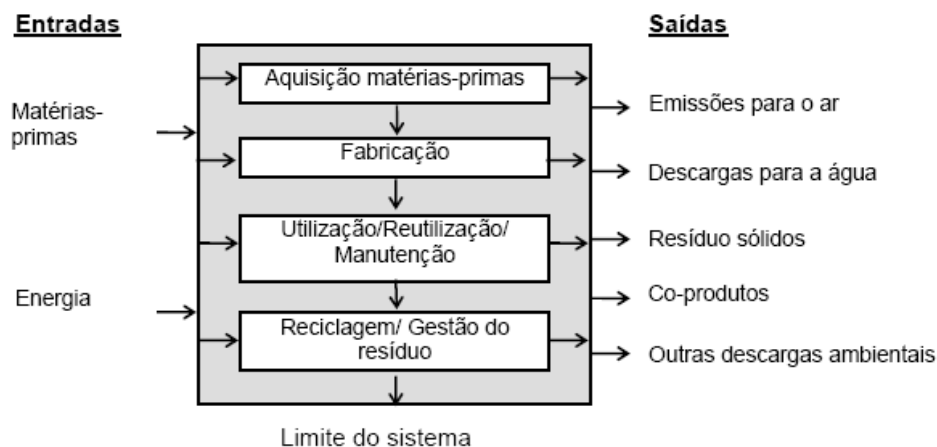 Entradas
Saídas
Matérias-
primas
Energia
Aquisição matérias-primas
Fabricação
Utilização/Reutilização/
Manutenção
Reciclagem/ Gestão do
resíduo
Emissões para o ar
Descargas para a água
Resíduo sólidos
Co-produtos
Outras descargas ambientais
Limite do sistema